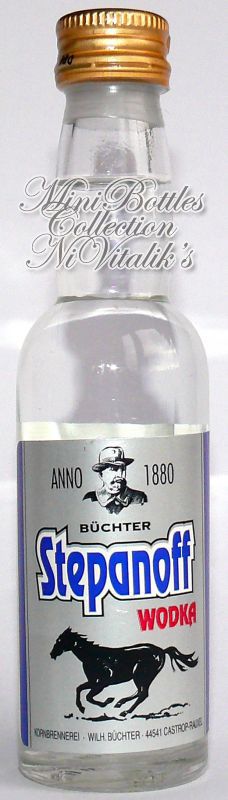 Mini Bottles
Collection
NiVitalik's
ANNO 1880
BÜCHTER
Stepanoff
WODKA
KORNBRENNEREI - WILH. BÜCHTER - 44541 CASTROP-RAUXEL